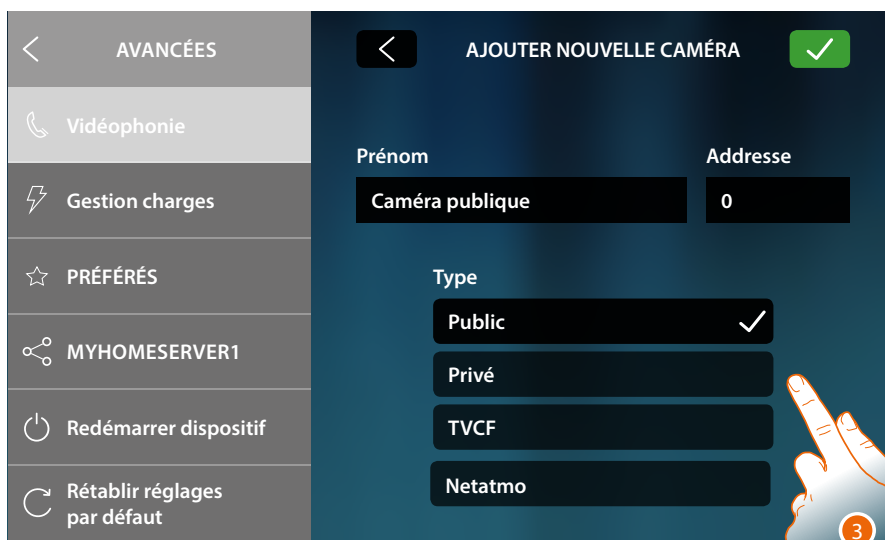 AVANCÉES
Vidéophonie
Gestion charges
PRÉFÉRÉS
MYHOMESERVER1
Redémarrer dispositif
Rétablir réglages
par défaut
AJOUTER NOUVELLE CAMÉRA
Prénom
Addresse
Caméra publique
0
Type
Public
Privé
TVCF
Netatmo
3